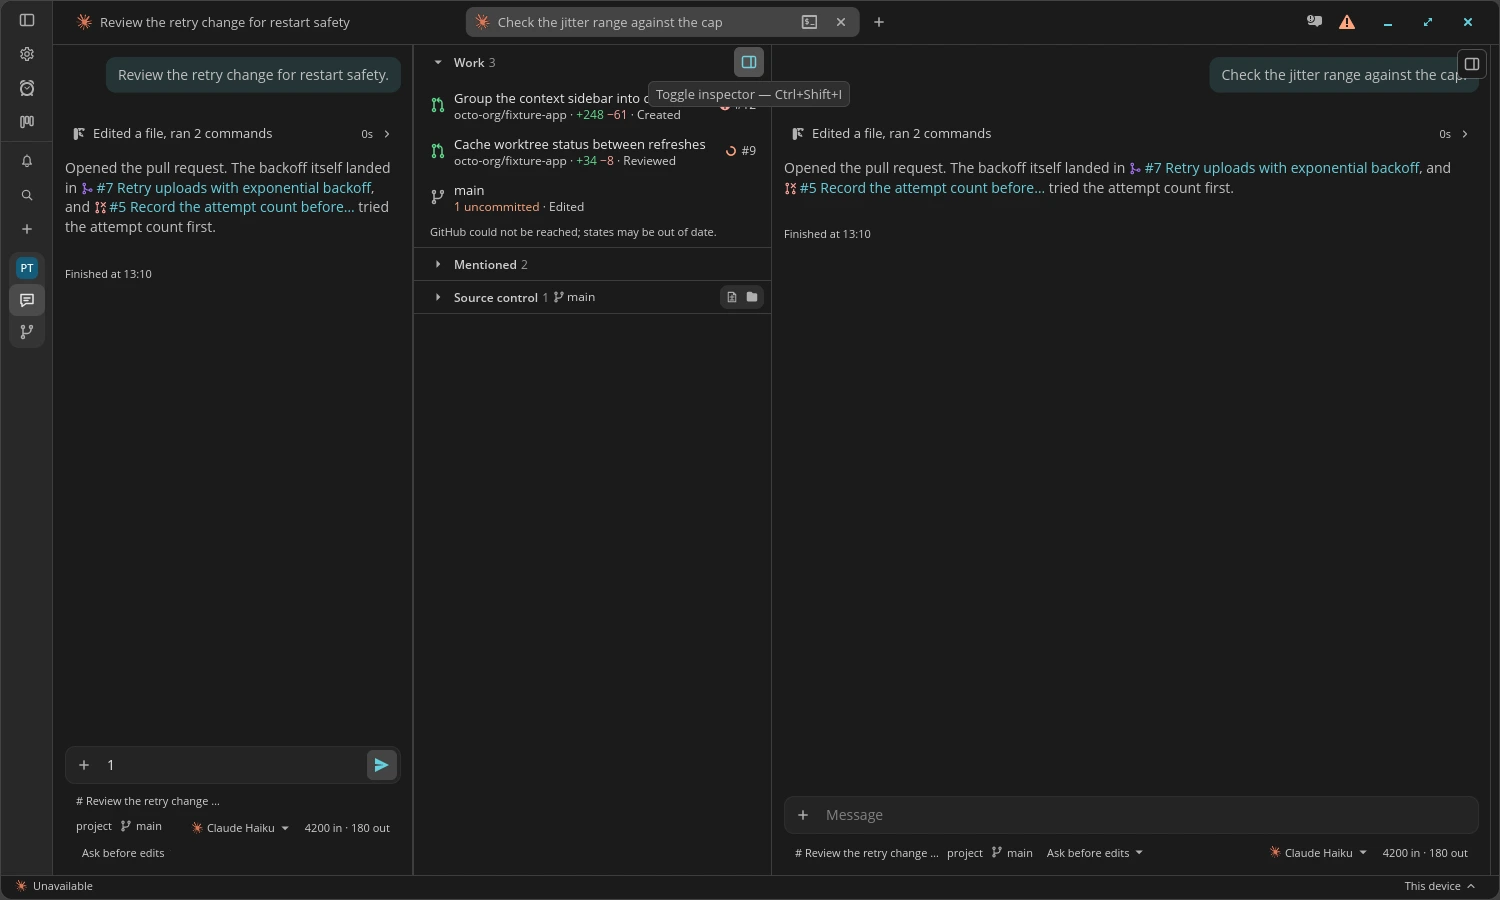 Review the retry change for restart safety
Check the jitter range against the cap
Review the retry change for restart safety.
Edited a file, ran 2 commands
0s
Opened the pull request. The backoff itself landed
in #7 Retry uploads with exponential backoff,
and #5 Record the attempt count before... tried
the attempt count first.
Finished at 13:10
PT
1
# Review the retry change ...
project main Claude Haiku 4200 in · 180 out
Ask before edits
Work 3
Toggle inspector — Ctrl+Shift+I
Group the context sidebar into
octo-org/fixture-app · +248 −61 · Created
Cache worktree status between refreshes
octo-org/fixture-app · +34 −8 · Reviewed
#9
main
1 uncommitted · Edited
GitHub could not be reached; states may be out of date.
Mentioned 2
Source control 1 main
Check the jitter range against the cap.
Edited a file, ran 2 commands
0s
Opened the pull request. The backoff itself landed in #7 Retry uploads with exponential backoff, and
#5 Record the attempt count before... tried the attempt count first.
Finished at 13:10
Message
# Review the retry change ... project main Ask before edits Claude Haiku 4200 in · 180 out
Unavailable
This device